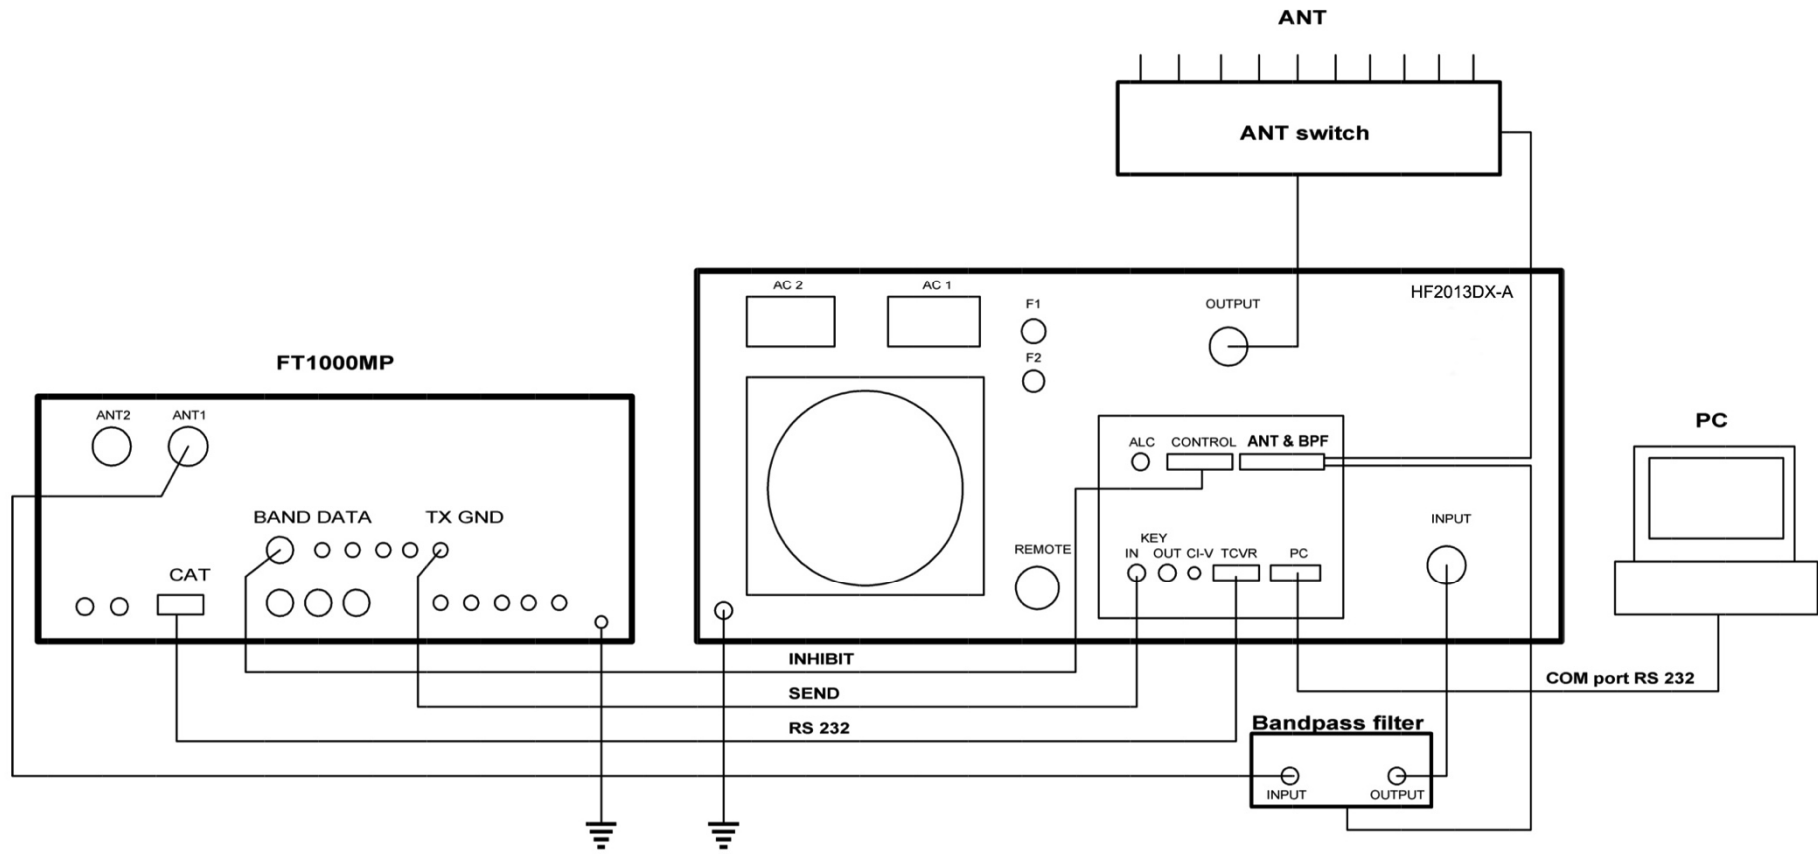 ANT
ANT switch
AC 2
AC 1
F1
OUTPUT
HF2013DX-A
F2
FT1000MP
ANT2
ANT1
PC
ALC
CONTROL
ANT & BPF
BAND DATA
TX GND
INPUT
REMOTE
KEY
IN
OUT
CI-V
TCVR
PC
CAT
INHIBIT
SEND
COM port RS 232
RS 232
Bandpass filter
INPUT
OUTPUT